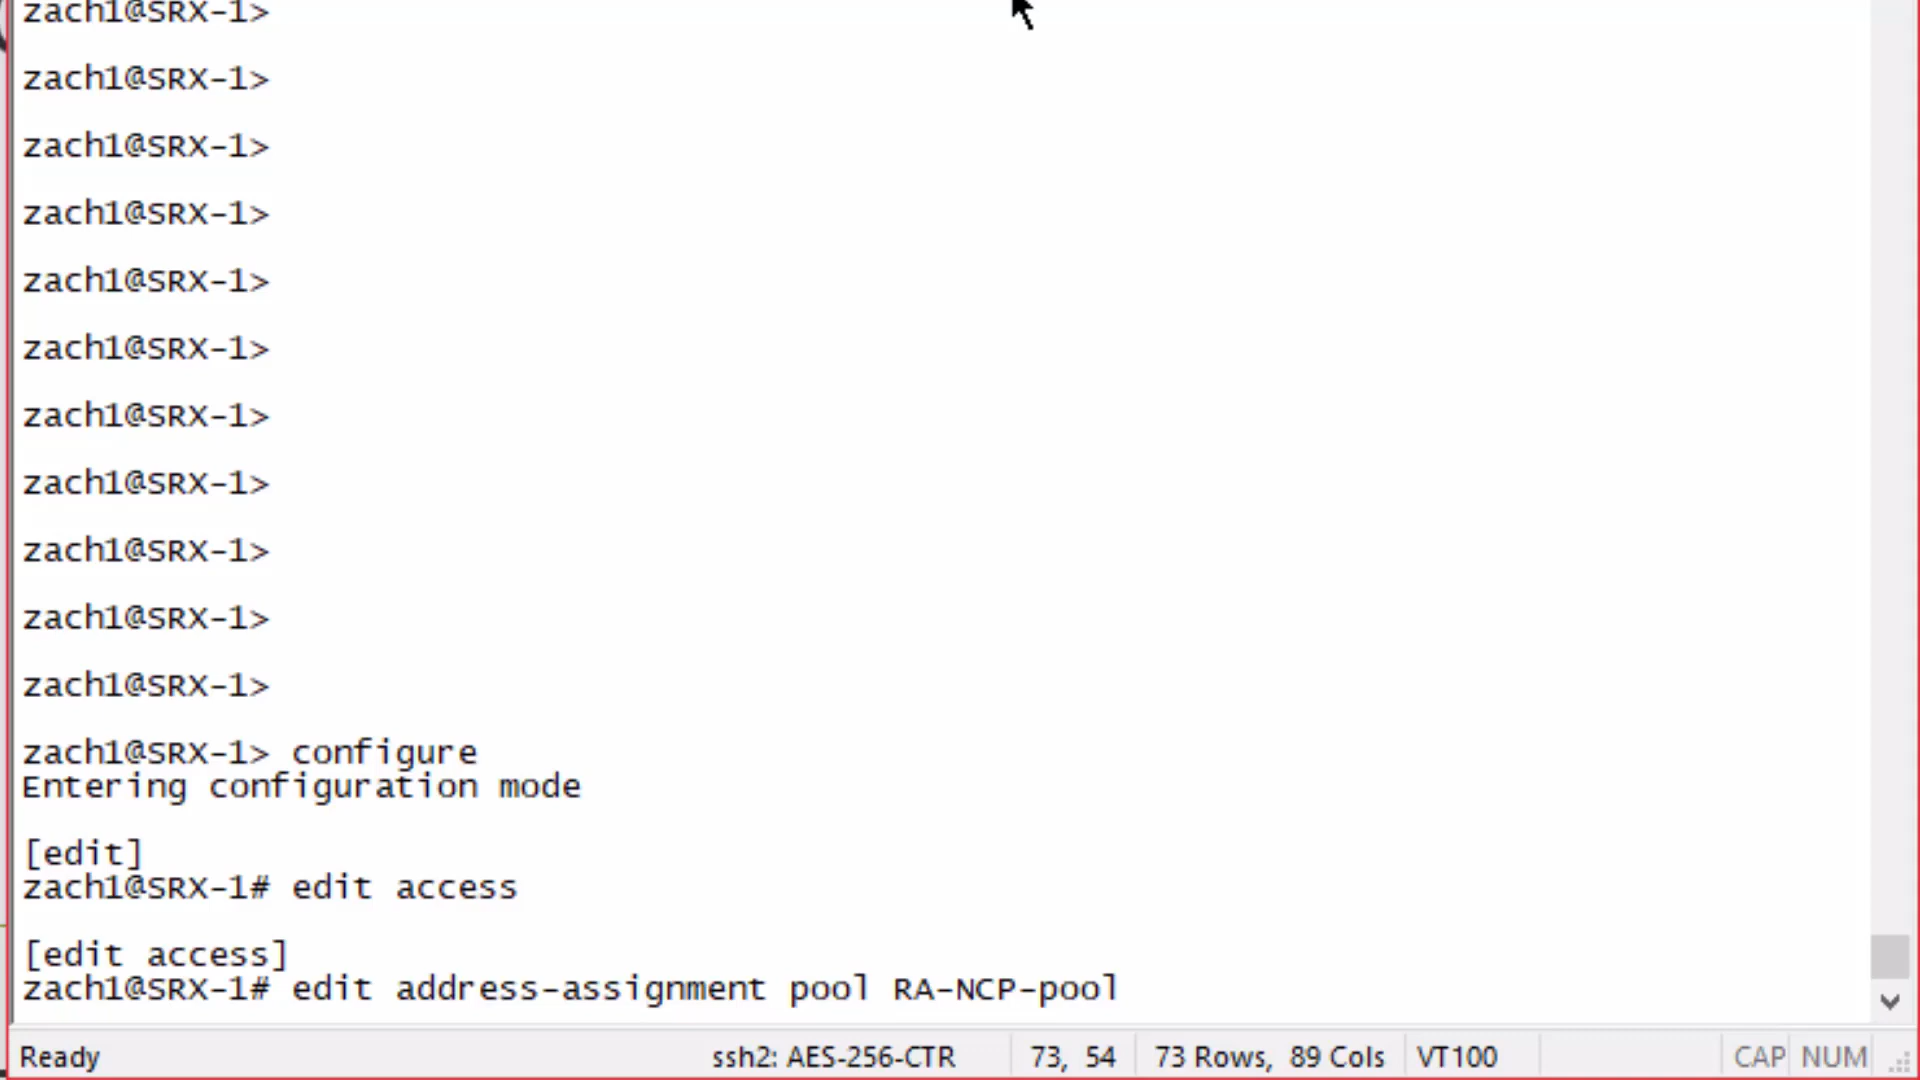 zach1@SRX-1>
zach1@SRX-1>
zach1@SRX-1>
zach1@SRX-1>
zach1@SRX-1>
zach1@SRX-1>
zach1@SRX-1>
zach1@SRX-1>
zach1@SRX-1>
zach1@SRX-1>
zach1@SRX-1>
zach1@SRX-1> configure
Entering configuration mode
[edit]
zach1@SRX-1# edit access
[edit access]
zach1@SRX-1# edit address-assignment pool RA-NCP-pool
Ready ssh2: AES-256-CTR 73, 54 73 Rows, 89 Cols VT100 CAP NUM